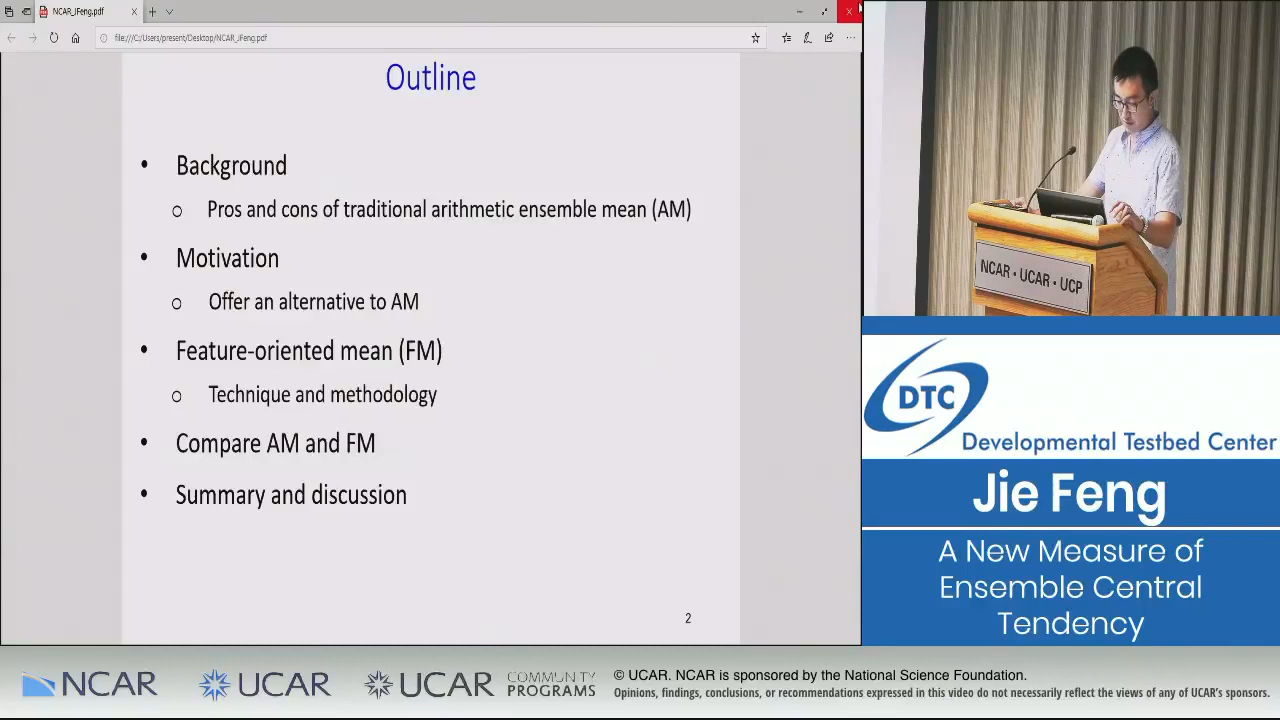 NCAR_JFeng.pdf
file:///C:/Users/present/Desktop/NCAR_JFeng.pdf
Outline
• Background
o Pros and cons of traditional arithmetic ensemble mean (AM)
• Motivation
o Offer an alternative to AM
• Feature-oriented mean (FM)
o Technique and methodology
• Compare AM and FM
• Summary and discussion
2
NCAR • UCAR • UCP
DTC
Developmental Testbed Center
Jie Feng
A New Measure of
Ensemble Central
Tendency
NCAR
UCAR
UCAR
COMMUNITY
PROGRAMS
© UCAR. NCAR is sponsored by the National Science Foundation.
Opinions, findings, conclusions, or recommendations expressed in this video do not necessarily reflect the views of any of UCAR's sponsors.